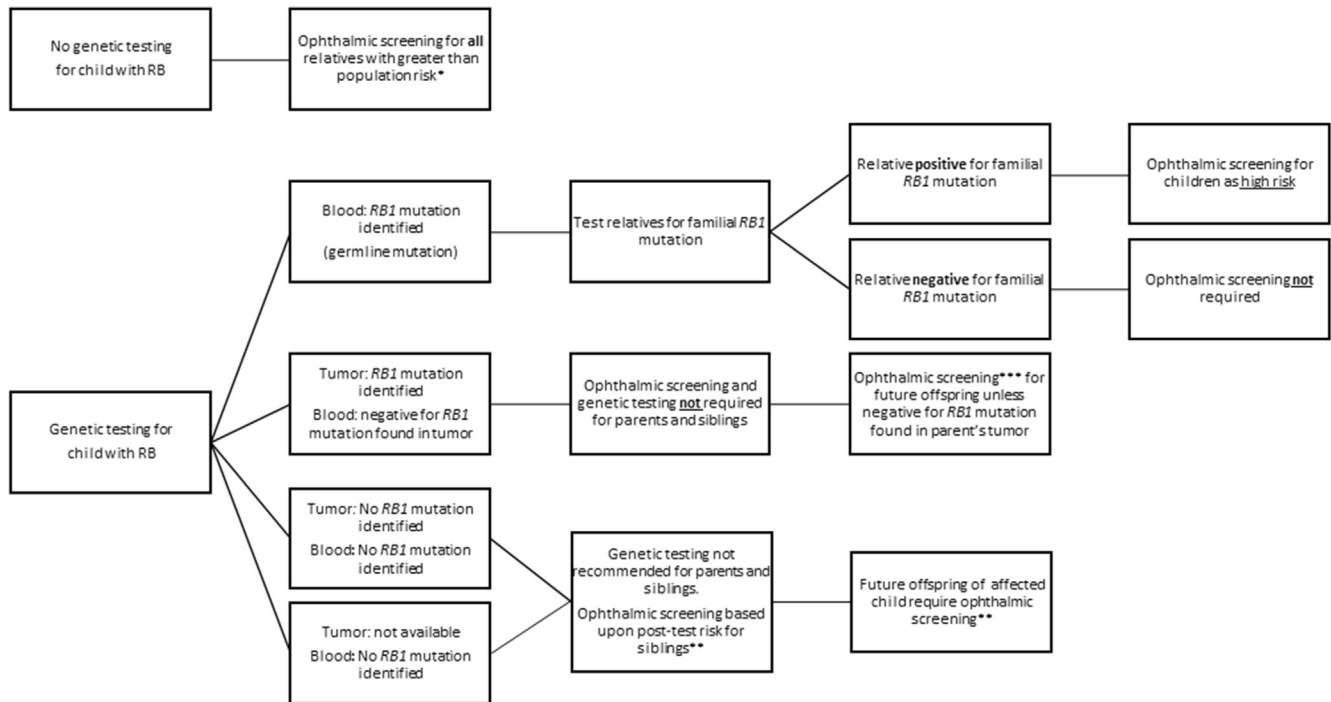 No genetic testing
for child with RB
Ophthalmic screening for all
relatives with greater than
population risk*
Blood: RB1 mutation
identified
(germline mutation)
Test relatives for familial RB1
mutation
Relative positive for familial
RB1 mutation
Ophthalmic screening for
children as high risk
Relative negative for familial
RB1 mutation
Ophthalmic screening not
required
Genetic testing for
child with RB
Tumor: RB1 mutation
identified
Blood: negative for RB1
mutation found in tumor
Ophthalmic screening and
genetic testing not required
for parents and siblings
Ophthalmic screening*** for
future offspring unless
negative for RB1 mutation
found in parent's tumor
Tumor: No RB1 mutation
identified
Blood: No RB1 mutation
identified
Tumor: not available
Blood: No RB1 mutation
identified
Genetic testing not
recommended for parents and
siblings.
Ophthalmic screening based
upon post-test risk for
siblings**
Future offspring of affected
child require ophthalmic
screening**